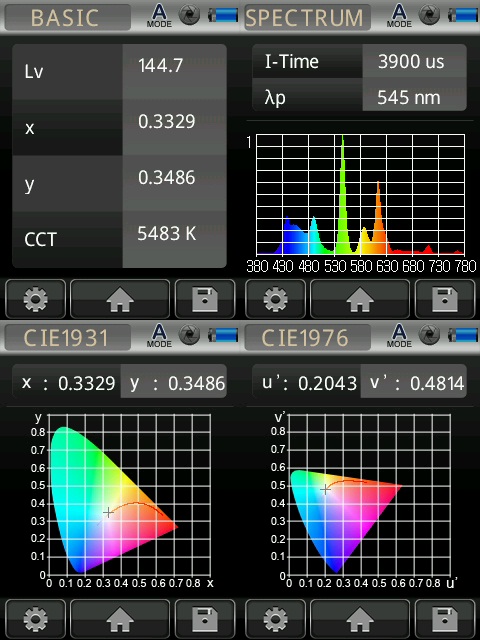 BASIC A MODE
Lv 144.7
x 0.3329
y 0.3486
CCT 5483 K
SPECTRUM A MODE
I-Time 3900 us
λp 545 nm
1
380 430 480 530 580 630 680 730 780
CIE1931 A MODE
x : 0.3329 y : 0.3486
y
0.8
0.7
0.6
0.5
0.4
0.3
0.2
0.1
0
0 0.1 0.2 0.3 0.4 0.5 0.6 0.7 0.8 x
CIE1976 A MODE
u': 0.2043 v': 0.4814
v'
0.8
0.7
0.6
0.5
0.4
0.3
0.2
0.1
0
0 0.1 0.2 0.3 0.4 0.5 0.6 0.7 0.8 u'